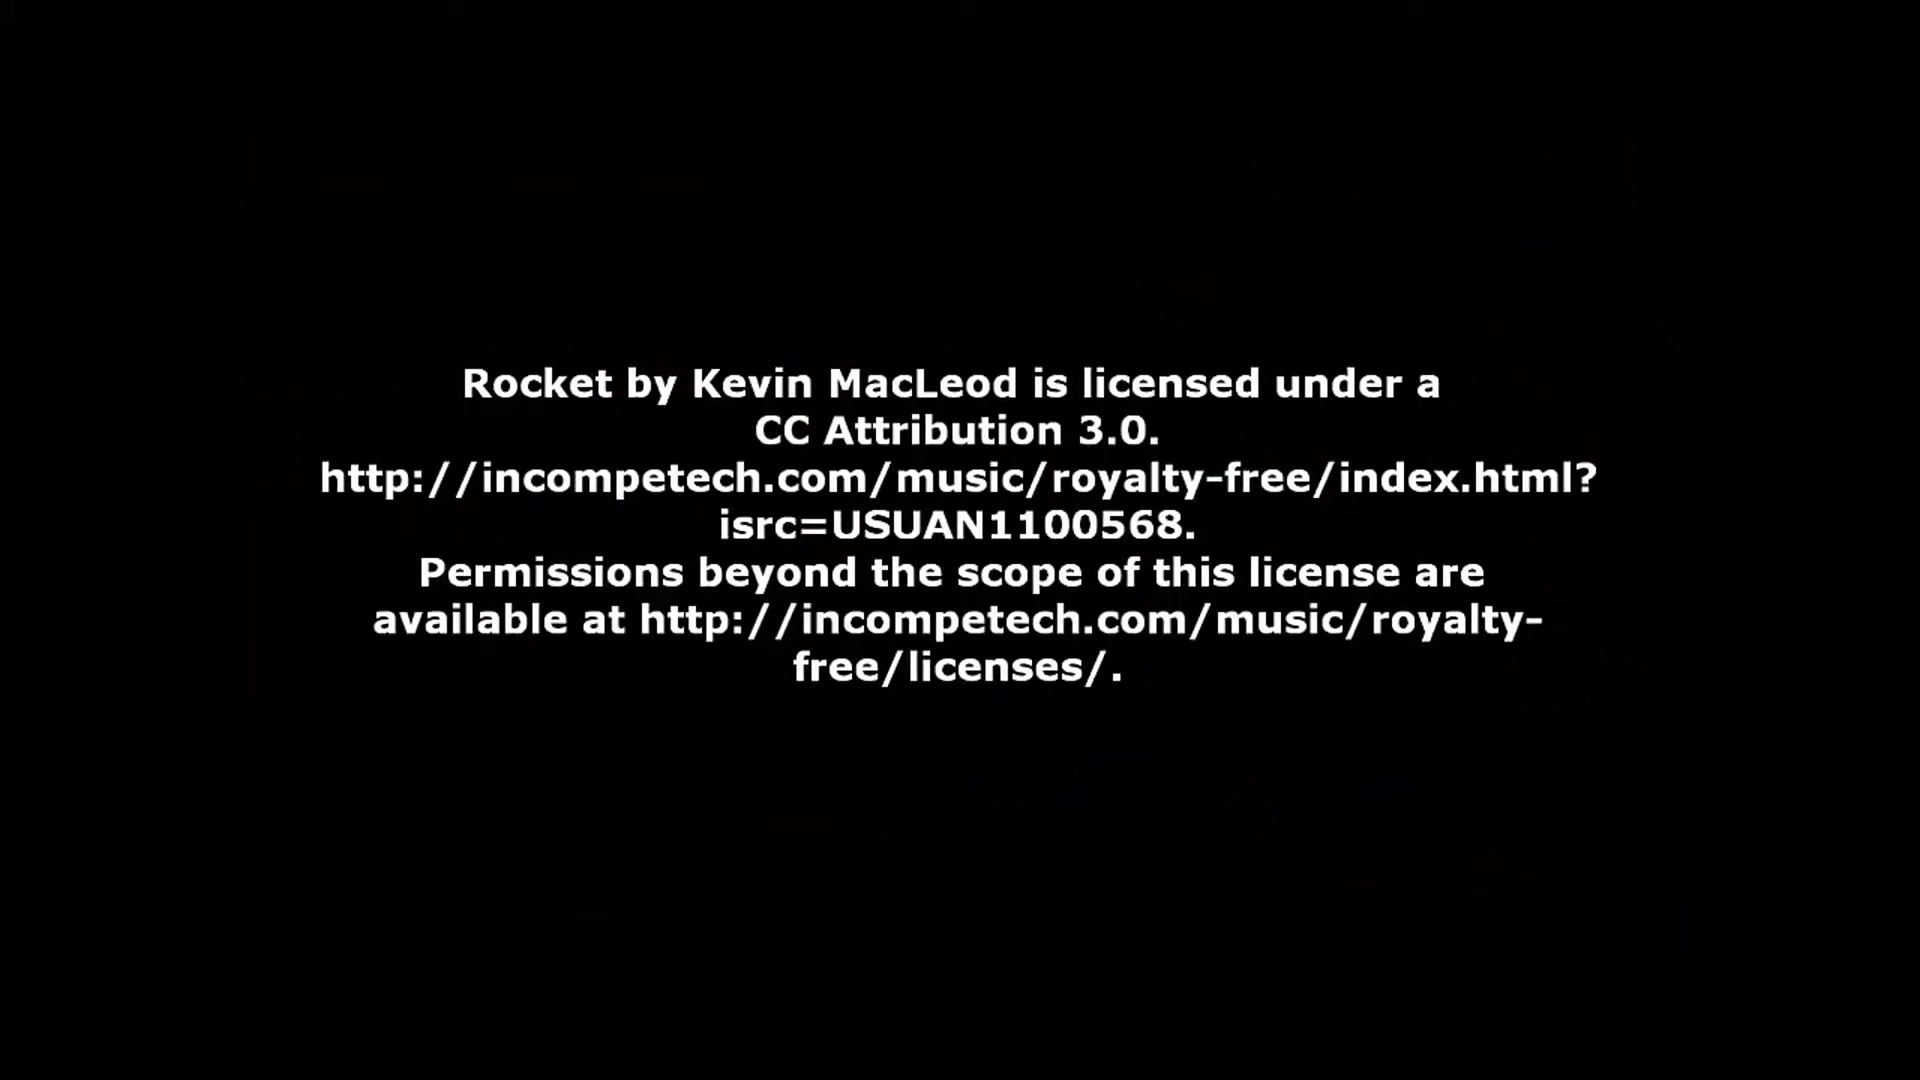 Rocket by Kevin MacLeod is licensed under a
CC Attribution 3.0.
http://incompetech.com/music/royalty-free/index.html?
isrc=USUAN1100568.
Permissions beyond the scope of this license are
available at http://incompetech.com/music/royalty-
free/licenses/.